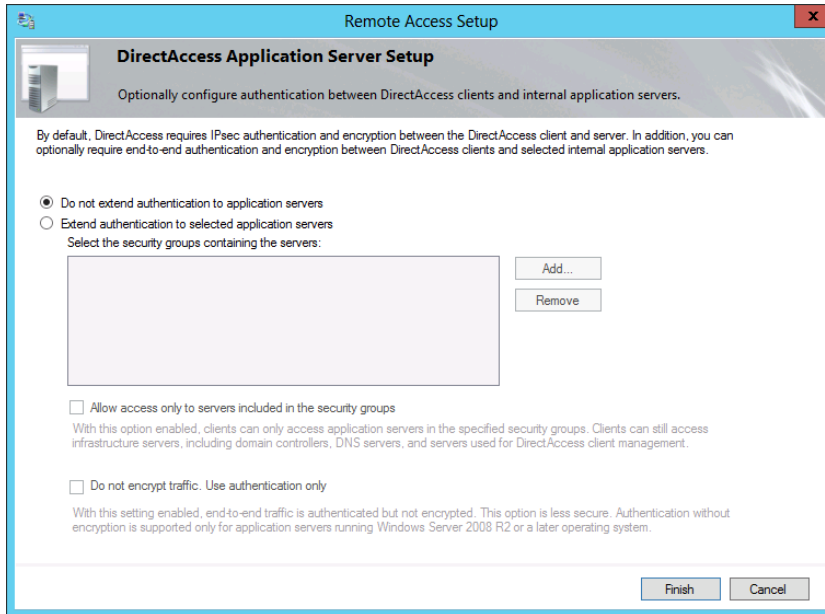 Remote Access Setup
x
DirectAccess Application Server Setup
Optionally configure authentication between DirectAccess clients and internal application servers.
By default, DirectAccess requires IPsec authentication and encryption between the DirectAccess client and server. In addition, you can
optionally require end-to-end authentication and encryption between DirectAccess clients and selected internal application servers.
Do not extend authentication to application servers
Extend authentication to selected application servers
Select the security groups containing the servers:
Add...
Remove
Allow access only to servers included in the security groups
With this option enabled, clients can only access application servers in the specified security groups. Clients can still access
infrastructure servers, including domain controllers, DNS servers, and servers used for DirectAccess client management.
Do not encrypt traffic. Use authentication only
With this setting enabled, end-to-end traffic is authenticated but not encrypted. This option is less secure. Authentication without
encryption is supported only for application servers running Windows Server 2008 R2 or a later operating system.
Finish
Cancel